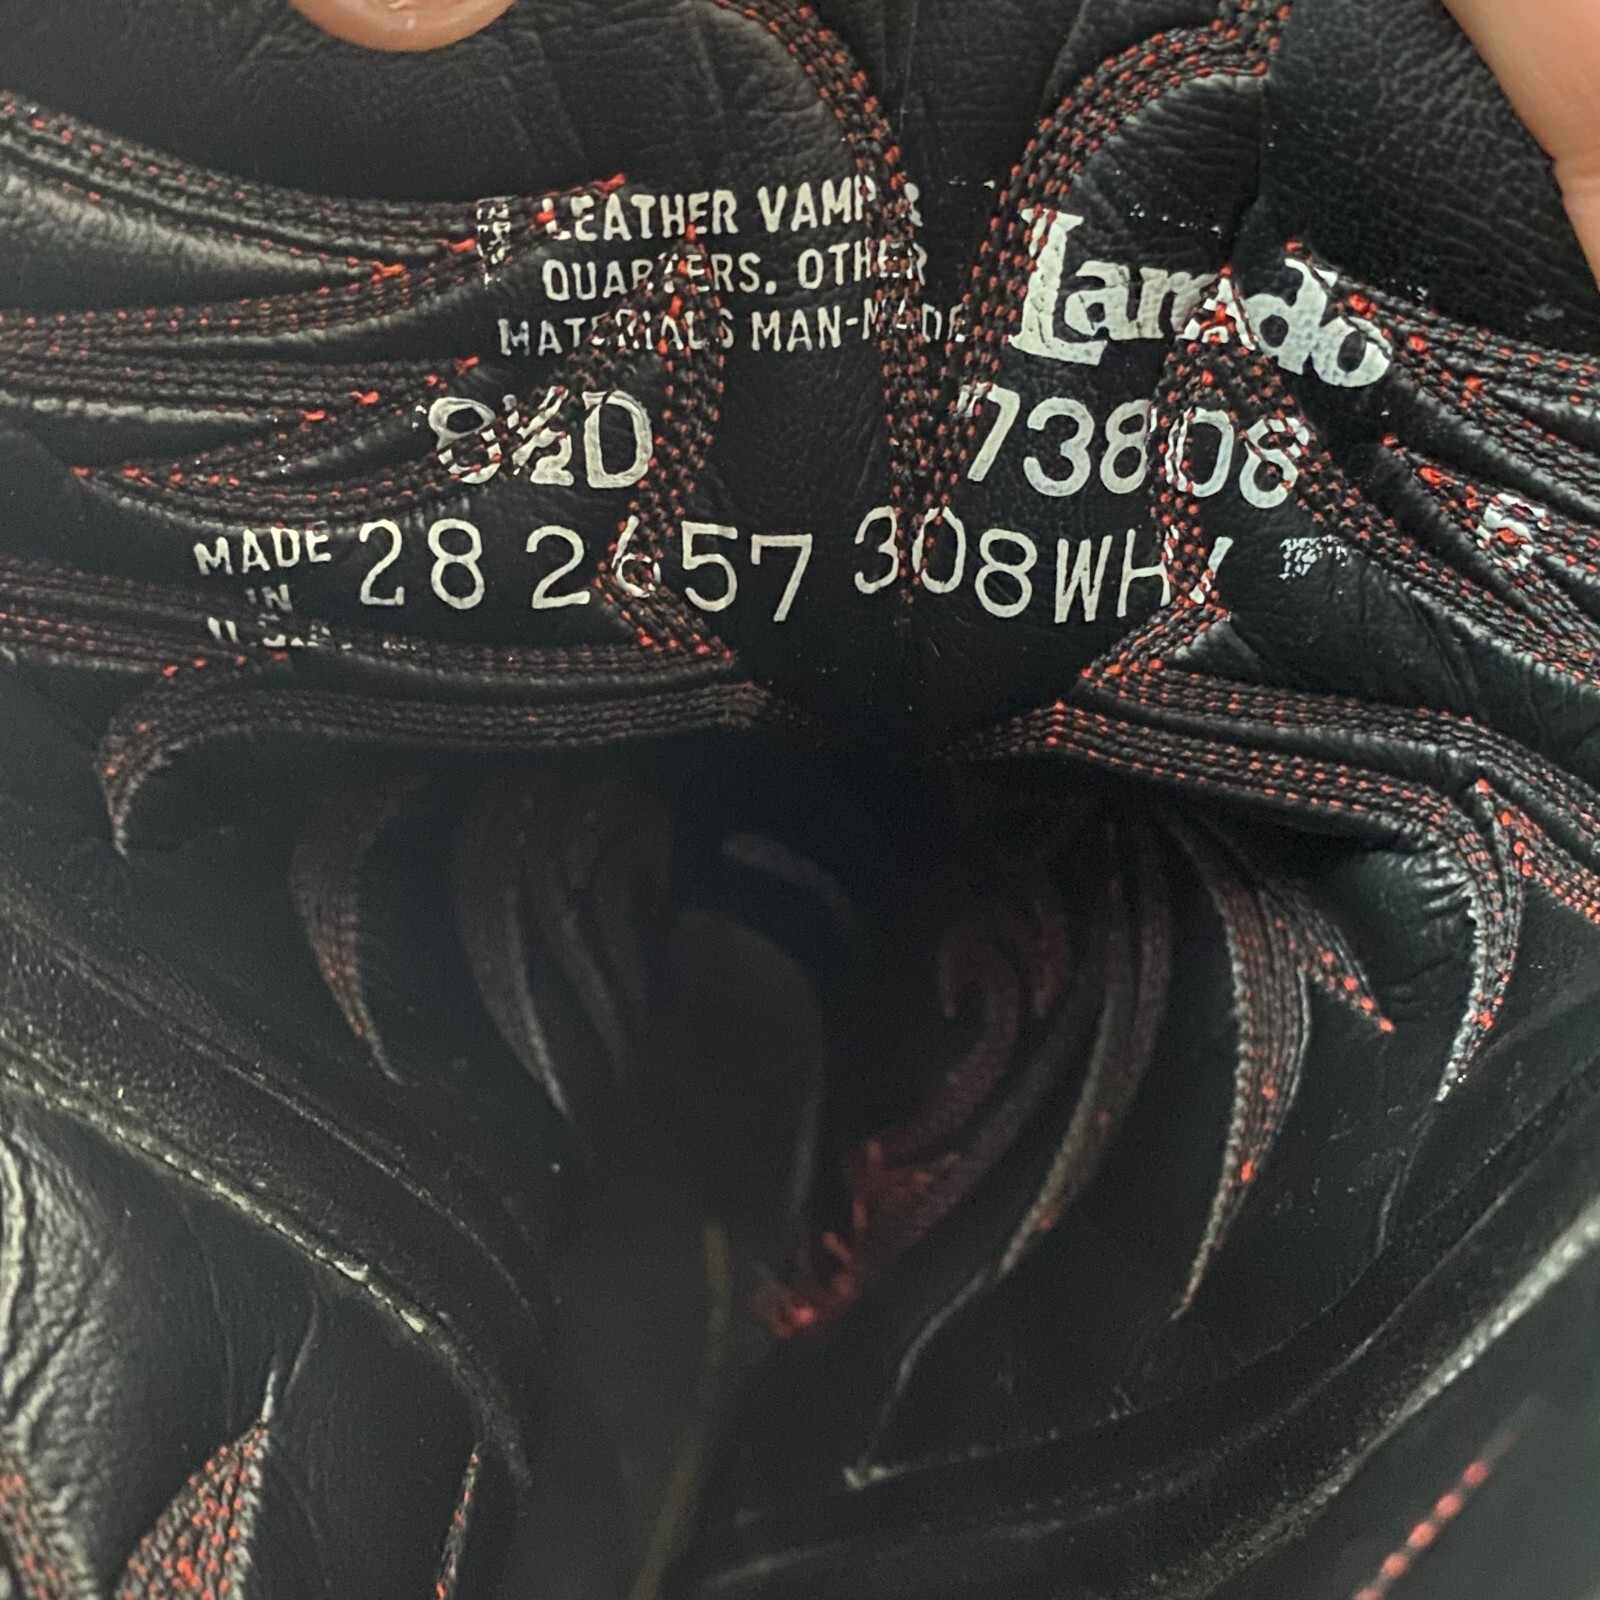 LEATHER VAMP &
QUARTERS, OTHER
MATERIALS MAN-MADE
Laredo
8½D
73808
MADE
IN
U.S.A.
28 2657 308WH/